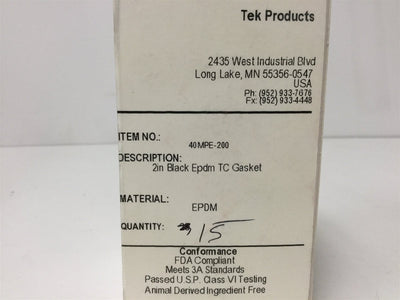 Tek Products
2435 West Industrial Blvd
Long Lake, MN 55356-0547
USA
Ph: (952) 933-7676
Fx: (952) 933-4448
ITEM NO.:
40MPE-200
DESCRIPTION:
2in Black Epdm TC Gasket
MATERIAL:
EPDM
QUANTITY: 15
Conformance
FDA Compliant
Meets 3A Standards
Passed U.S.P. Class VI Testing
Animal Derived Ingredient Free